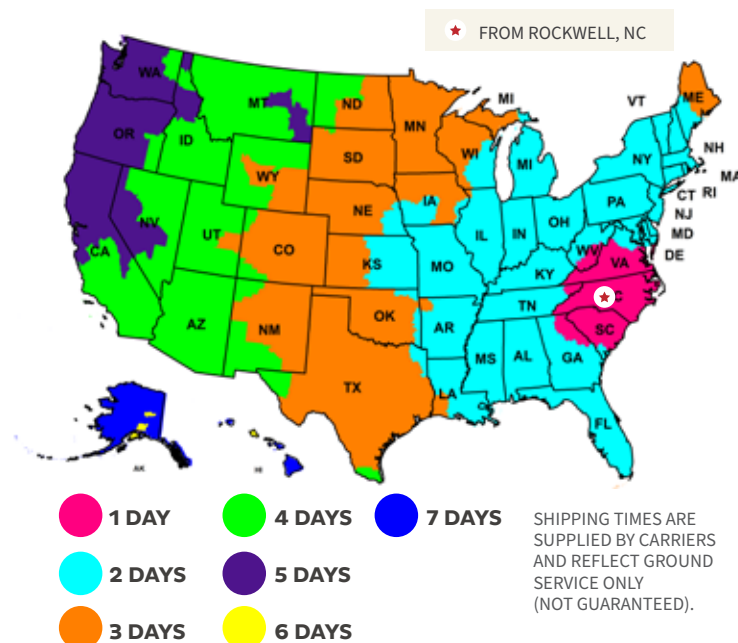 FROM ROCKWELL, NC
WA
MT
ND
MN
MI
VT
ME
OR
ID
SD
WI
MI
NY
NH
MA
WY
CT
RI
NV
NE
IA
PA
NJ
CA
UT
CO
IL
IN
OH
MD
DE
KS
MO
WV
VA
KY
AZ
NM
OK
AR
TN
C
SC
TX
MS
AL
GA
LA
FL
AK
HI
1 DAY
4 DAYS
7 DAYS
2 DAYS
5 DAYS
3 DAYS
6 DAYS
SHIPPING TIMES ARE
SUPPLIED BY CARRIERS
AND REFLECT GROUND
SERVICE ONLY
(NOT GUARANTEED).